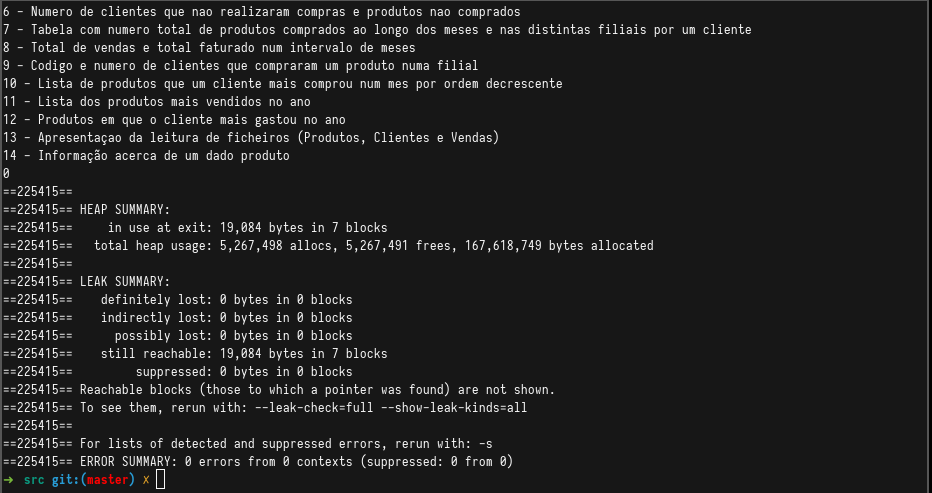 6 - Numero de clientes que nao realizaram compras e produtos nao comprados
7 - Tabela com numero total de produtos comprados ao longo dos meses e nas distintas filiais por um cliente
8 - Total de vendas e total faturado num intervalo de meses
9 - Codigo e numero de clientes que compraram um produto numa filial
10 - Lista de produtos que um cliente mais comprou num mes por ordem decrescente
11 - Lista dos produtos mais vendidos no ano
12 - Produtos em que o cliente mais gastou no ano
13 - Apresentaçao da leitura de ficheiros (Produtos, Clientes e Vendas)
14 - Informação acerca de um dado produto
0
==225415==
==225415== HEAP SUMMARY:
==225415==     in use at exit: 19,084 bytes in 7 blocks
==225415==   total heap usage: 5,267,498 allocs, 5,267,491 frees, 167,618,749 bytes allocated
==225415==
==225415== LEAK SUMMARY:
==225415==    definitely lost: 0 bytes in 0 blocks
==225415==    indirectly lost: 0 bytes in 0 blocks
==225415==      possibly lost: 0 bytes in 0 blocks
==225415==    still reachable: 19,084 bytes in 7 blocks
==225415==         suppressed: 0 bytes in 0 blocks
==225415== Reachable blocks (those to which a pointer was found) are not shown.
==225415== To see them, rerun with: --leak-check=full --show-leak-kinds=all
==225415==
==225415== For lists of detected and suppressed errors, rerun with: -s
==225415== ERROR SUMMARY: 0 errors from 0 contexts (suppressed: 0 from 0)
→ src git:(master) ✗